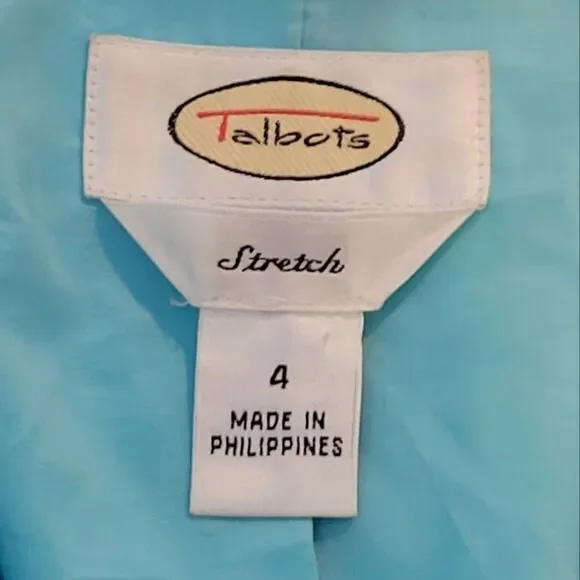 Talbots
Stretch
4
MADE IN
PHILIPPINES